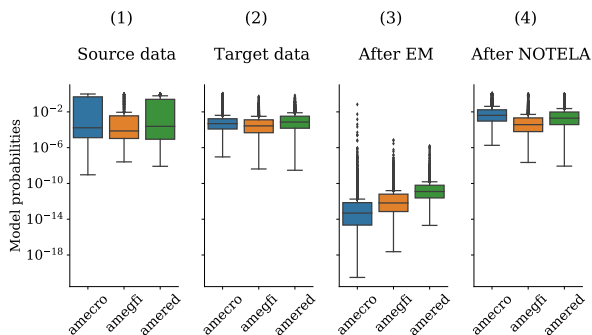 (1) (2) (3) (4)
Source data Target data After EM After NOTELA
Model probabilities
10−2
10−6
10−10
10−14
10−18
amecro amegfi amered amecro amegfi amered amecro amegfi amered amecro amegfi amered